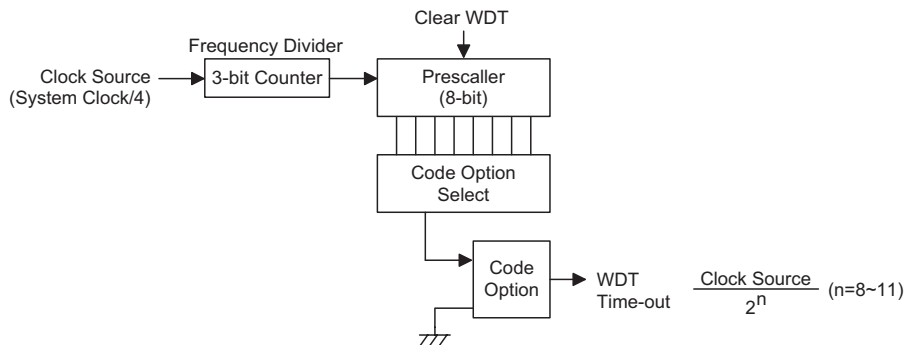 Clear WDT
Frequency Divider
Clock Source
(System Clock/4)
3-bit Counter
Prescaller
(8-bit)
Code Option
Select
Code
Option
WDT
Time-out
Clock Source
2^n
(n=8~11)